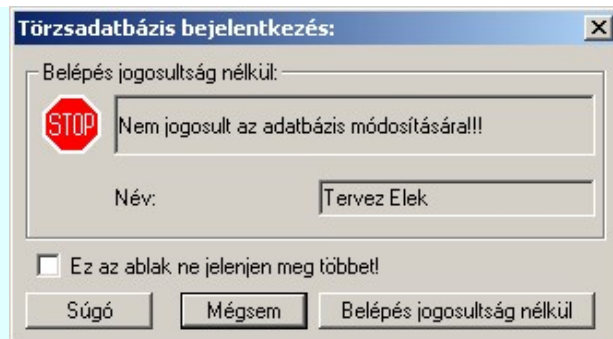 Törzsadatbázis bejelentkezés:
Belépés jogosultság nélkül:
STOP
Nem jogosult az adatbázis módosítására!!!
Név:
Tervez Elek
Ez az ablak ne jelenjen meg többet!
Súgó
Mégsem
Belépés jogosultság nélkül